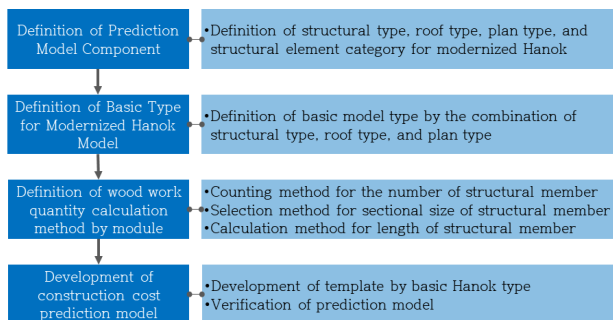 Definition of Prediction
Model Component
•Definition of structural type, roof type, plan type, and
structural element category for modernized Hanok
Definition of Basic Type
for Modernized Hanok
Model
•Definition of basic model type by the combination of
structural type, roof type, and plan type
Definition of wood work
quantity calculation
method by module
•Counting method for the number of structural member
•Selection method for sectional size of structural member
•Calculation method for length of structural member
Development of
construction cost
prediction model
•Development of template by basic Hanok type
•Verification of prediction model